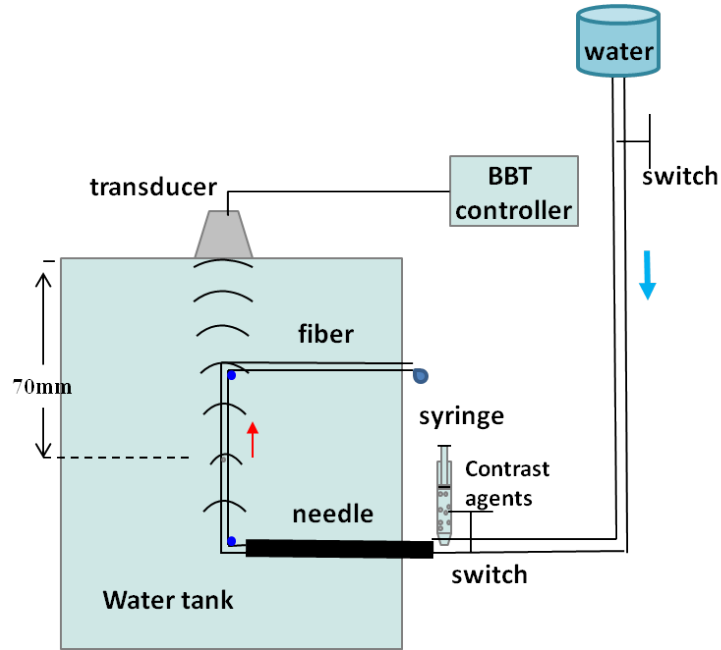 water
switch
transducer
BBT
controller
fiber
70mm
syringe
Contrast
agents
needle
switch
Water tank